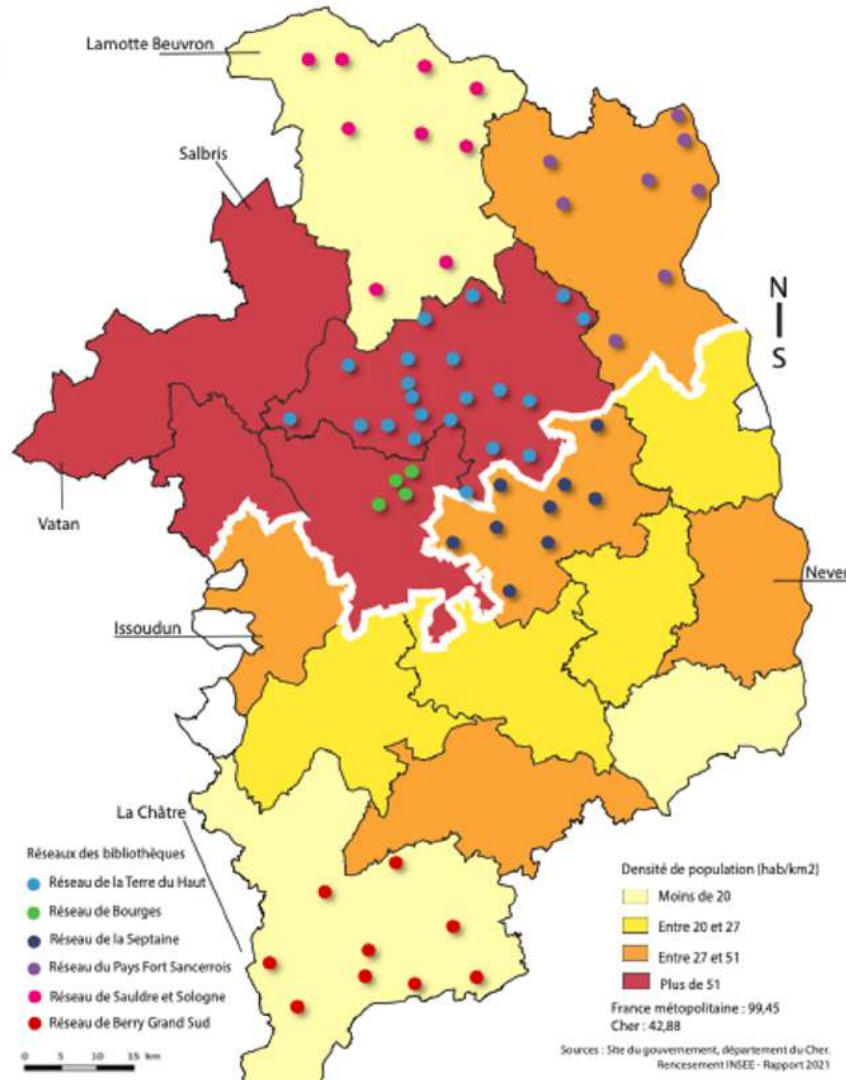 Lamotte Beuvron
Salbris
N
S
Vatan
Never
Issoudun
La Châtre
Réseaux des bibliothèques
Réseau de la Terre du Haut
Réseau de Bourges
Réseau de la Septaine
Réseau du Pays Fort Sancerrois
Réseau de Sauldre et Sologne
Réseau de Berry Grand Sud
0 5 10 15 km
Densité de population (hab/km2)
Moins de 20
Entre 20 et 27
Entre 27 et 51
Plus de 51
France métopolitaine : 99,45
Cher : 42,88
Sources : Site du gouvernement, département du Cher.
Rencesement INSEE - Rapport 2021